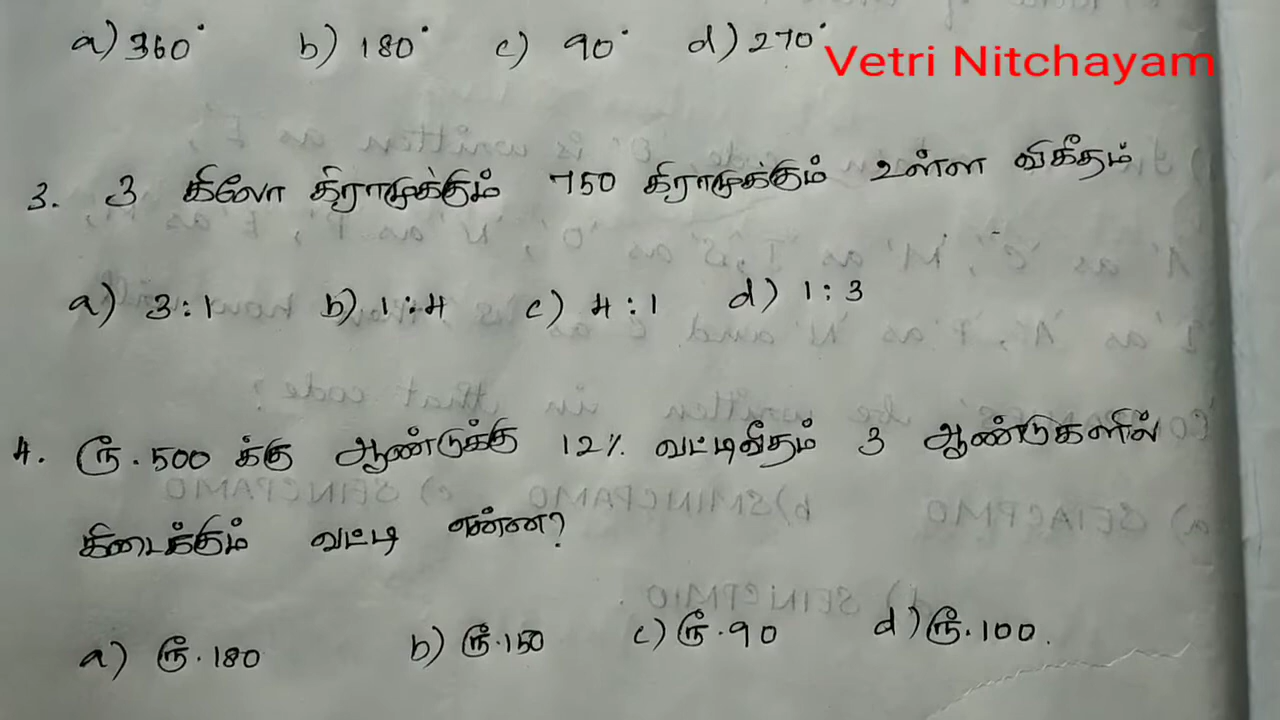 a) 360° b) 180° c) 90° d) 270°
Vetri Nitchayam
3. 3 கிலோ கிராமுக்கும் 750 கிராமுக்கும் உள்ள விகிதம்
a) 3:1 b) 1:4 c) 4:1 d) 1:3
4. ரூ.500 க்கு ஆண்டுக்கு 12% வட்டிவீதம் 3 ஆண்டுகளில்
கிடைக்கும் வட்டி என்ன?
a) ரூ.180 b) ரூ.150 c) ரூ.90 d) ரூ.100.